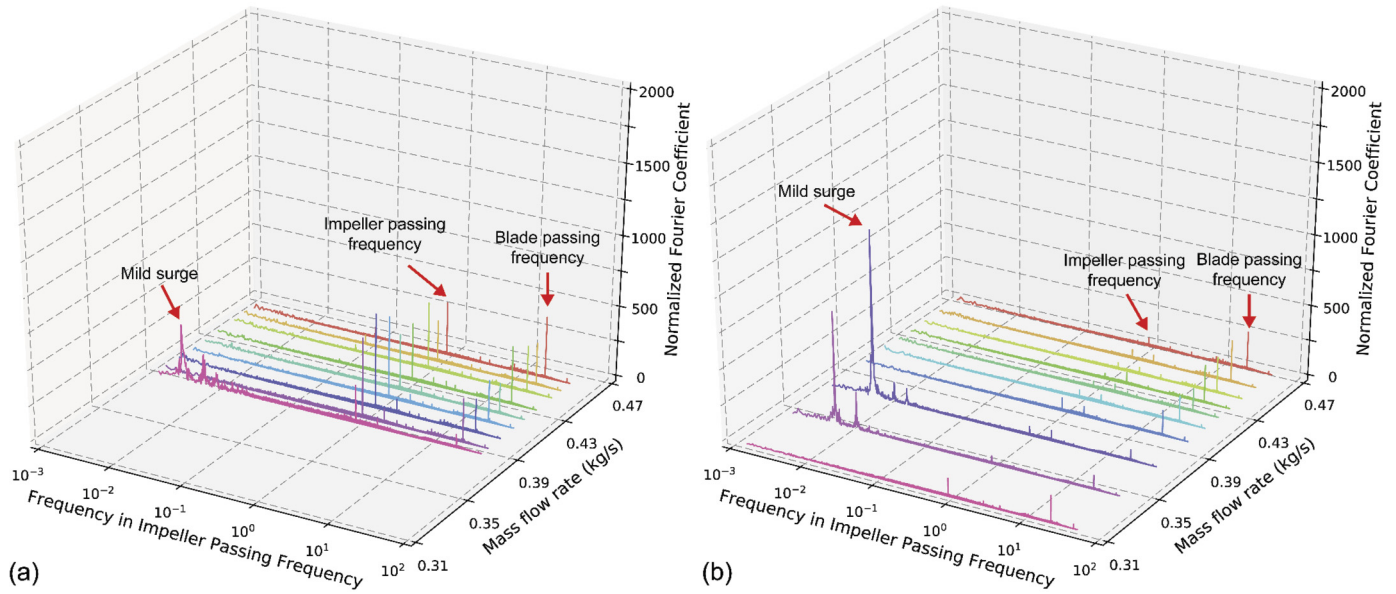 2000
1500
1000
500
0
Normalized Fourier Coefficient
Mild surge
Impeller passing
frequency
Blade passing
frequency
0.47
0.43
0.39
0.35
0.31
Mass flow rate (kg/s)
10⁻³
10⁻²
10⁻¹
10⁰
10¹
10²
Frequency in Impeller Passing Frequency
(a)
2000
1500
1000
500
0
Normalized Fourier Coefficient
Mild surge
Impeller passing
frequency
Blade passing
frequency
0.47
0.43
0.39
0.35
0.31
Mass flow rate (kg/s)
10⁻³
10⁻²
10⁻¹
10⁰
10¹
10²
Frequency in Impeller Passing Frequency
(b)